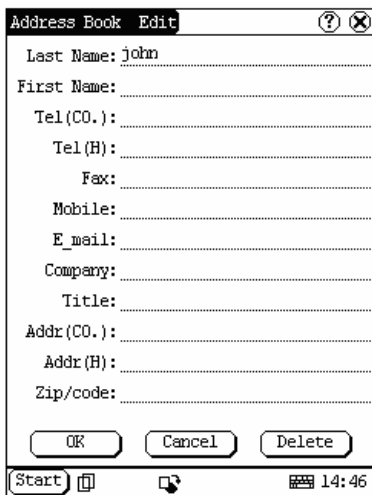 Address Book Edit ?
Last Name: john
First Name:
Tel(CO.):
Tel(H):
Fax:
Mobile:
E_mail:
Company:
Title:
Addr(CO.):
Addr(H):
Zip/code:
OK Cancel Delete
Start 14:46